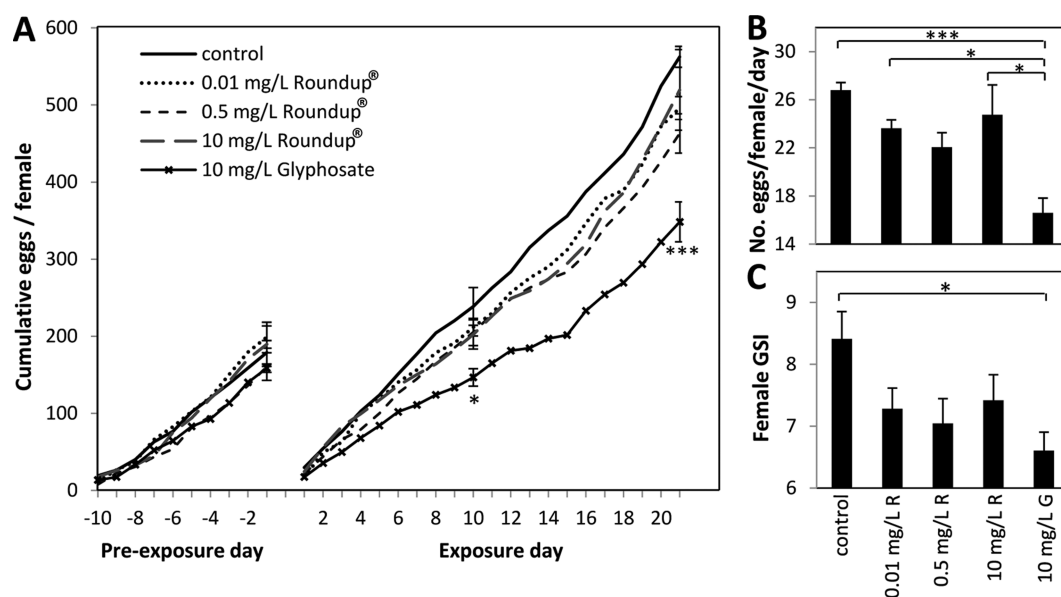 A
600
500
400
300
200
100
0
Cumulative eggs / female
control
0.01 mg/L Roundup®
0.5 mg/L Roundup®
10 mg/L Roundup®
10 mg/L Glyphosate
*
***
-10 -8 -6 -4 -2 2 4 6 8 10 12 14 16 18 20
Pre-exposure day Exposure day
B
No. eggs/female/day
30
26
22
18
14
***
*
*
C
Female GSI
9
8
7
6
*
control
0.01 mg/L R
0.5 mg/L R
10 mg/L R
10 mg/L G